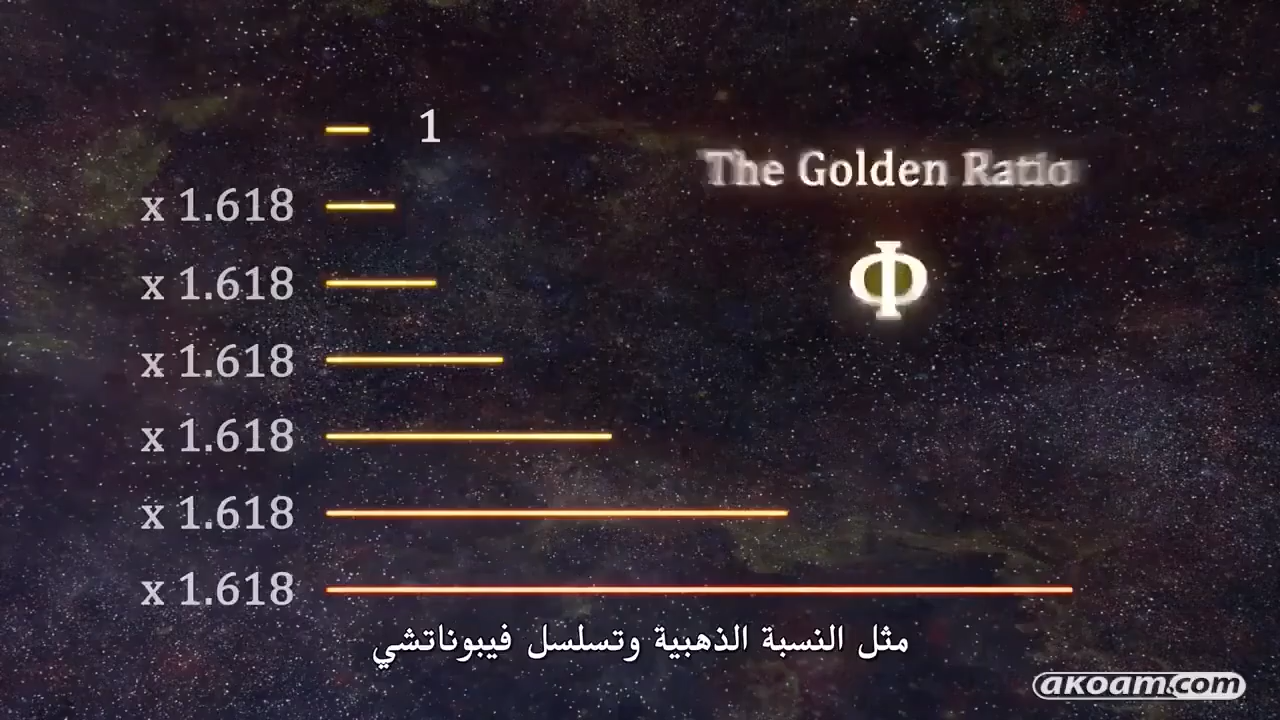 1
The Golden Ratio
x 1.618
Φ
x 1.618
x 1.618
x 1.618
x 1.618
x 1.618
مثل النسبة الذهبية وتسلسل فيبوناتشي
akoam.com